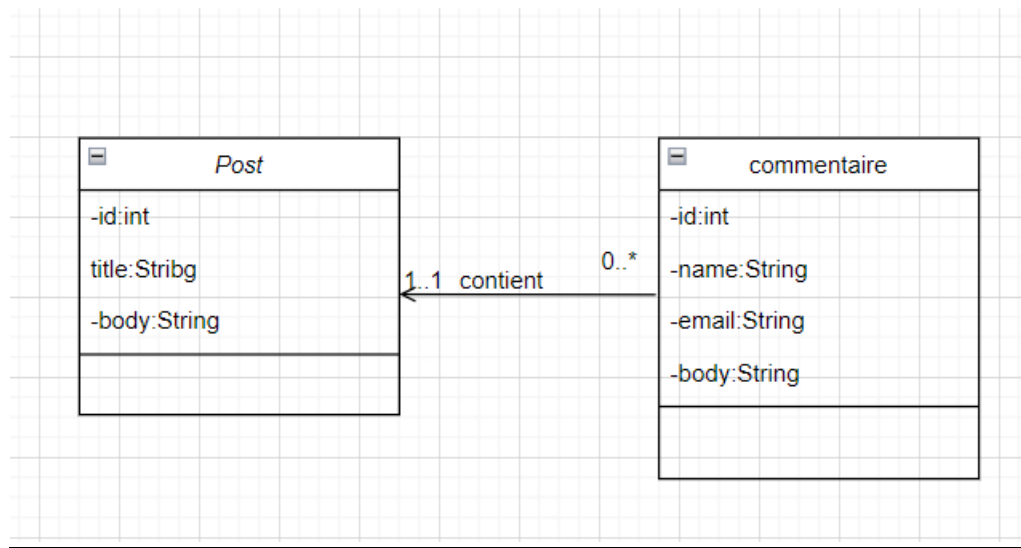 Post
-id:int
title:Stribg
-body:String
1..1 contient
0..*
commentaire
-id:int
-name:String
-email:String
-body:String